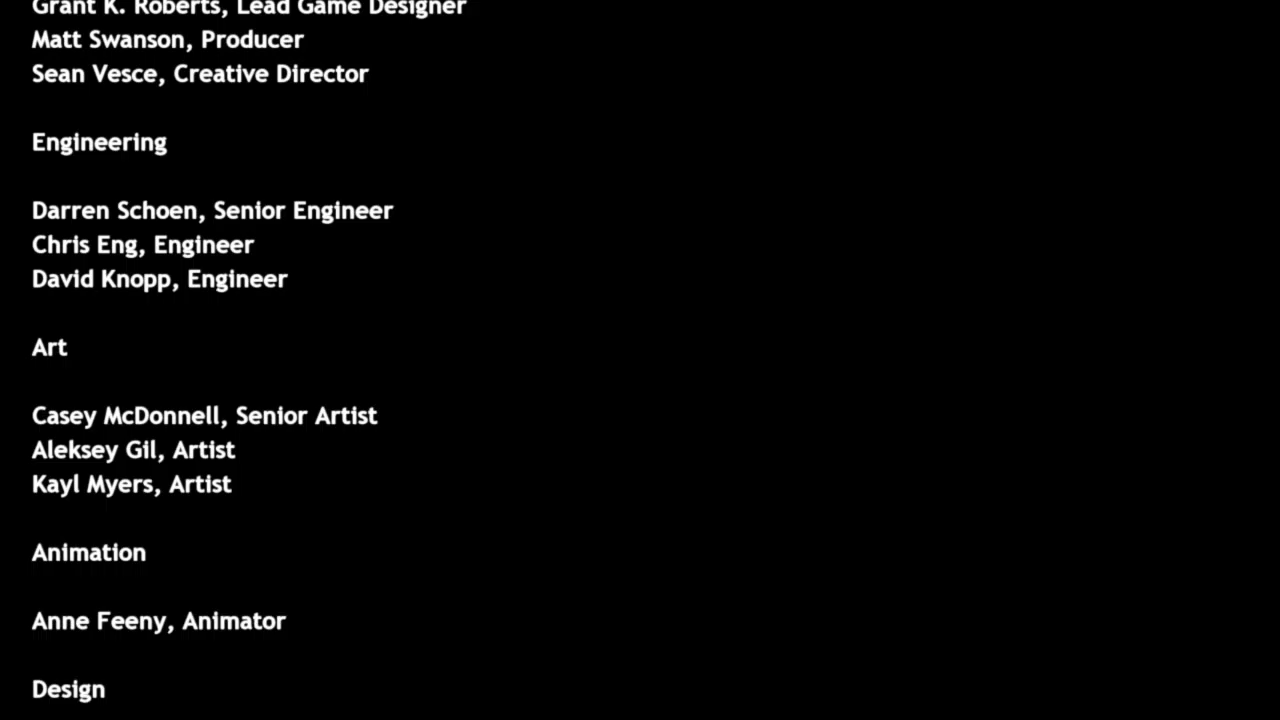 Grant K. Roberts, Lead Game Designer
Matt Swanson, Producer
Sean Vesce, Creative Director
Engineering
Darren Schoen, Senior Engineer
Chris Eng, Engineer
David Knopp, Engineer
Art
Casey McDonnell, Senior Artist
Aleksey Gil, Artist
Kayl Myers, Artist
Animation
Anne Feeny, Animator
Design